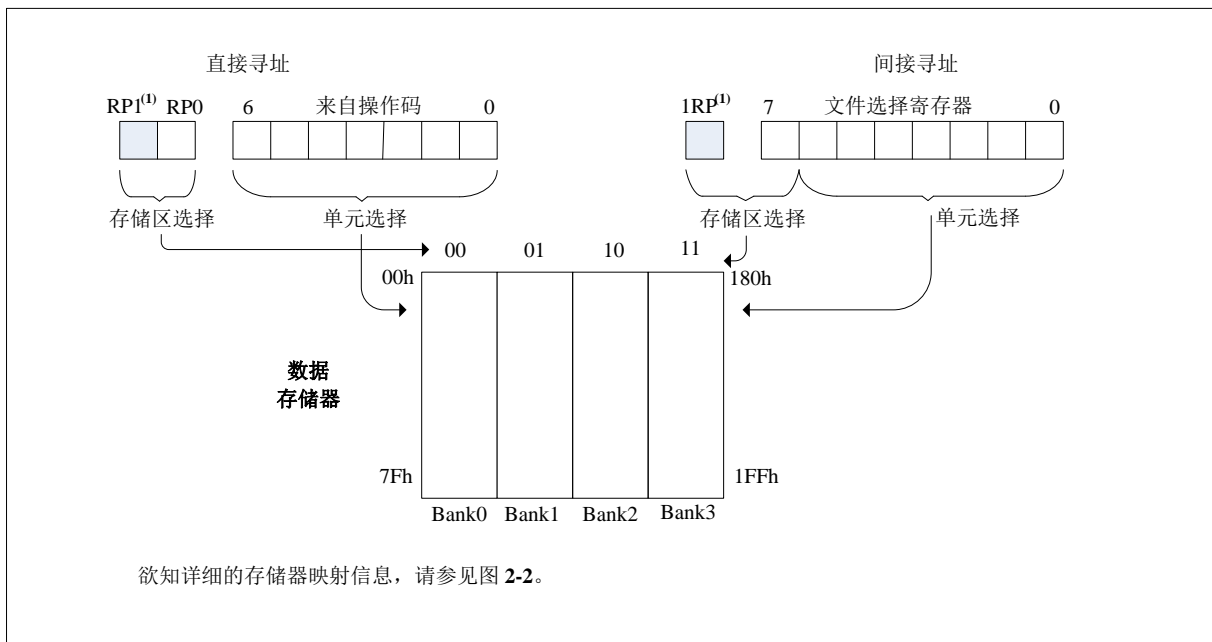 直接寻址 间接寻址
RP1(1) RP0 6 来自操作码 0 1RP(1) 7 文件选择寄存器 0
存储区选择 单元选择 存储区选择 单元选择
00 01 10 11
00h 180h
数据
存储器
7Fh 1FFh
Bank0 Bank1 Bank2 Bank3
欲知详细的存储器映射信息，请参见图 2-2。